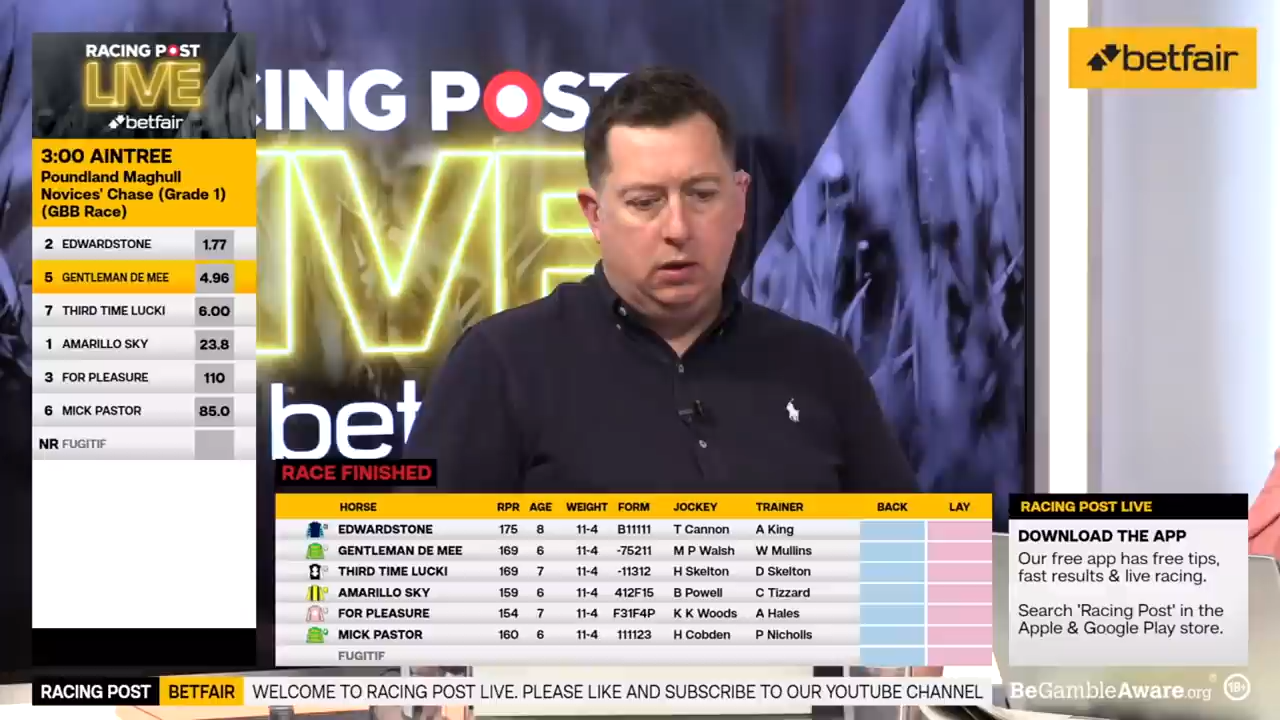 RACING POST
LIVE
betfair
3:00 AINTREE
Poundland Maghull
Novices' Chase (Grade 1)
(GBB Race)
2 EDWARDSTONE 1.77
5 GENTLEMAN DE MEE 4.96
7 THIRD TIME LUCKI 6.00
1 AMARILLO SKY 23.8
3 FOR PLEASURE 110
6 MICK PASTOR 85.0
NR FUGITIF
CING POST
IVE
bet
betfair
RACE FINISHED
HORSE RPR AGE WEIGHT FORM JOCKEY TRAINER BACK LAY
EDWARDSTONE 175 8 11-4 B11111 T Cannon A King
GENTLEMAN DE MEE 169 6 11-4 -75211 M P Walsh W Mullins
THIRD TIME LUCKI 169 7 11-4 -11312 H Skelton D Skelton
AMARILLO SKY 159 6 11-4 412F15 B Powell C Tizzard
FOR PLEASURE 154 7 11-4 F31F4P K K Woods A Hales
MICK PASTOR 160 6 11-4 111123 H Cobden P Nicholls
FUGITIF
RACING POST LIVE
DOWNLOAD THE APP
Our free app has free tips,
fast results & live racing.
Search 'Racing Post' in the
Apple & Google Play store.
RACING POST BETFAIR WELCOME TO RACING POST LIVE. PLEASE LIKE AND SUBSCRIBE TO OUR YOUTUBE CHANNEL
BeGambleAware.org 18+